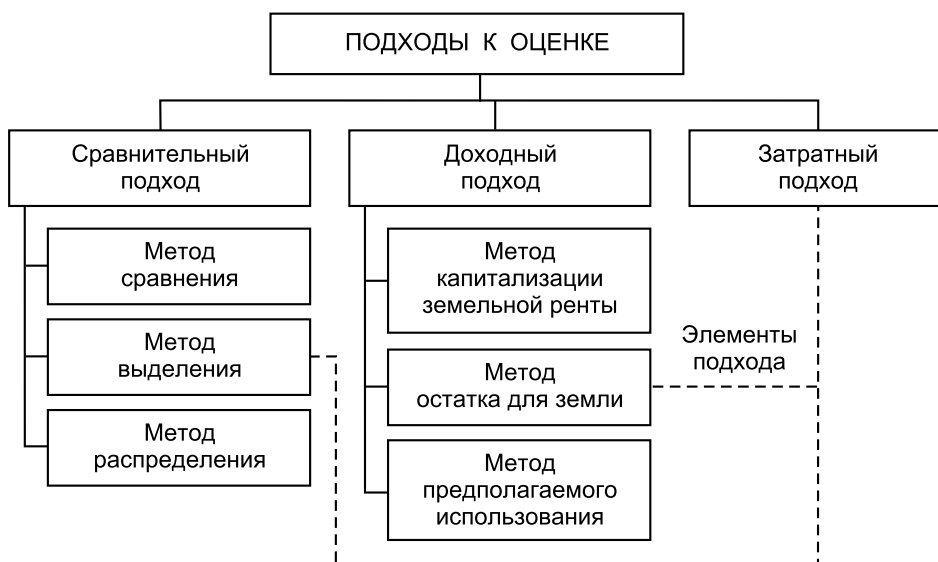 ПОДХОДЫ К ОЦЕНКЕ
Сравнительный
подход
Метод
сравнения
Метод
выделения
Метод
распределения
Доходный
подход
Метод
капитализации
земельной ренты
Метод
остатка для земли
Метод
предполагаемого
использования
Затратный
подход
Элементы
подхода